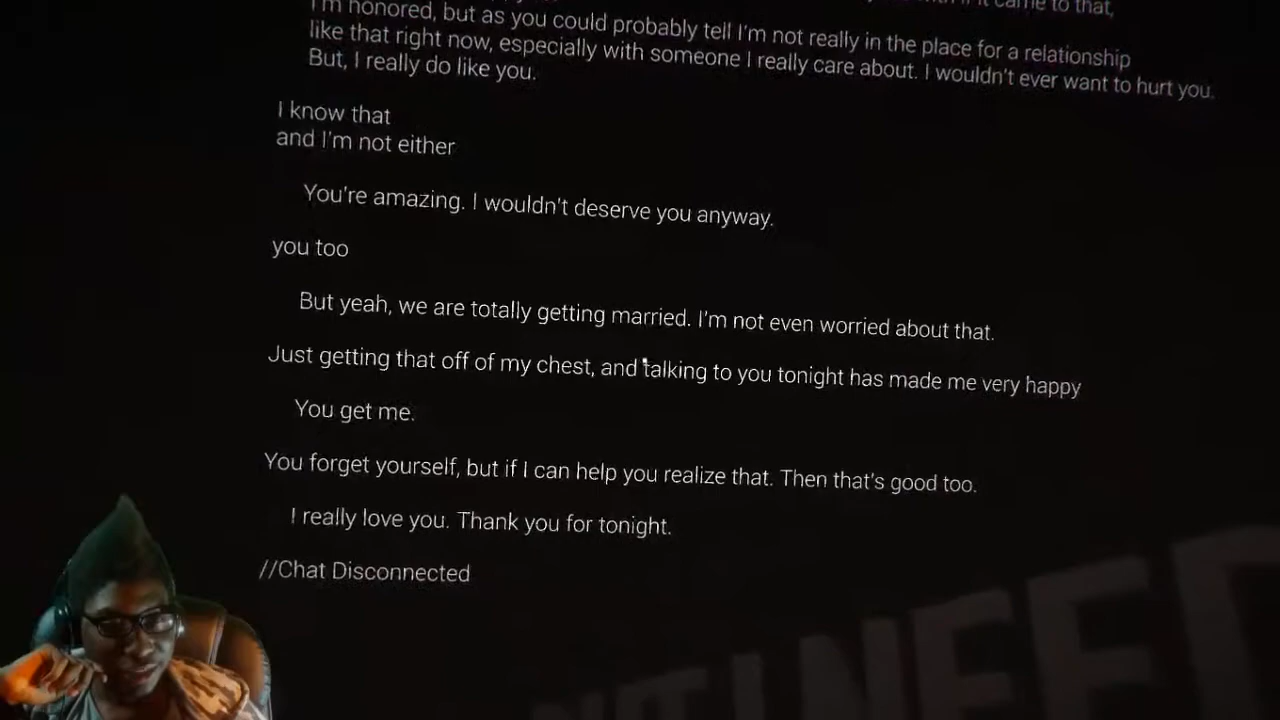 it came to that,
I'm honored, but as you could probably tell I'm not really in the place for a relationship
like that right now, especially with someone I really care about. I wouldn't ever want to hurt you.
But, I really do like you.
I know that
and I'm not either
You're amazing. I wouldn't deserve you anyway.
you too
But yeah, we are totally getting married. I'm not even worried about that.
Just getting that off of my chest, and talking to you tonight has made me very happy
You get me.
You forget yourself, but if I can help you realize that. Then that's good too.
I really love you. Thank you for tonight.
//Chat Disconnected
I NEED